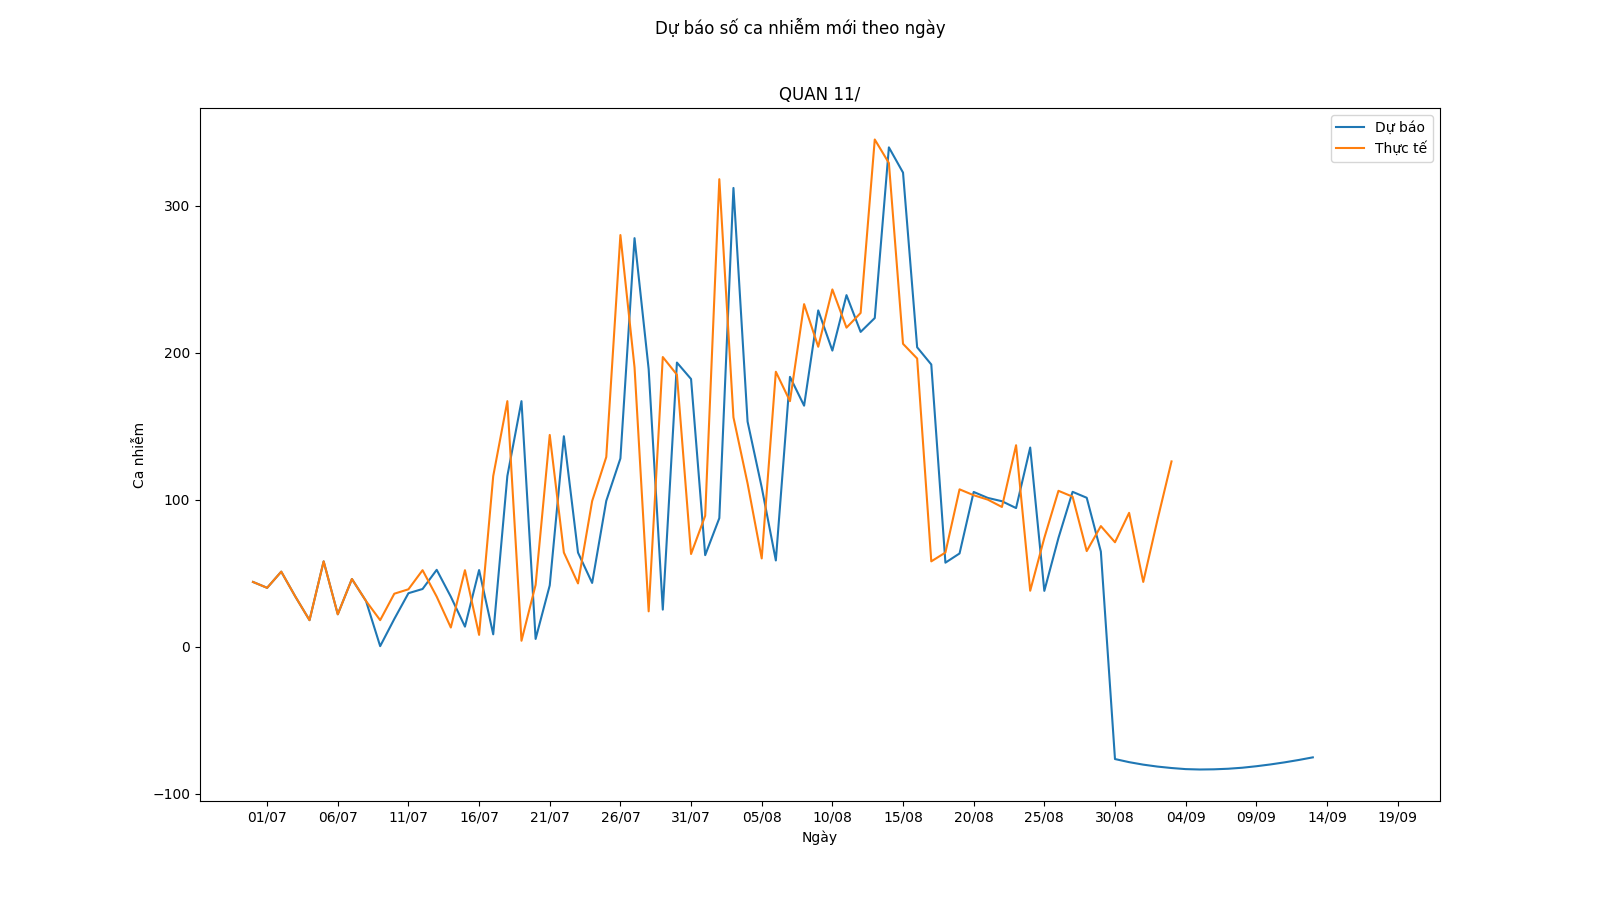 Dự báo số ca nhiễm mới theo ngày
QUAN 11/
Dự báo
Thực tế
Ca nhiễm
300
200
100
0
−100
01/07 06/07 11/07 16/07 21/07 26/07 31/07 05/08 10/08 15/08 20/08 25/08 30/08 04/09 09/09 14/09 19/09
Ngày